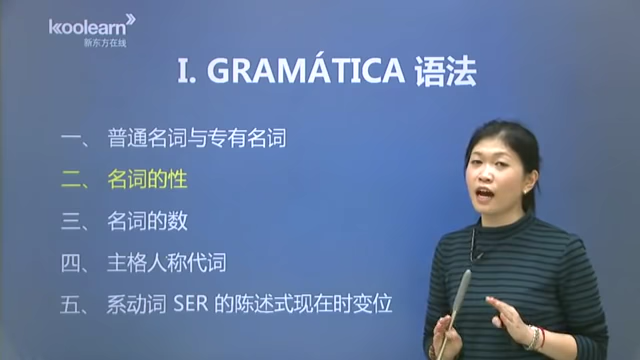 koolearn
新东方在线
I. GRAMÁTICA 语法
一、 普通名词与专有名词
二、 名词的性
三、 名词的数
四、 主格人称代词
五、 系动词 SER 的陈述式现在时变位